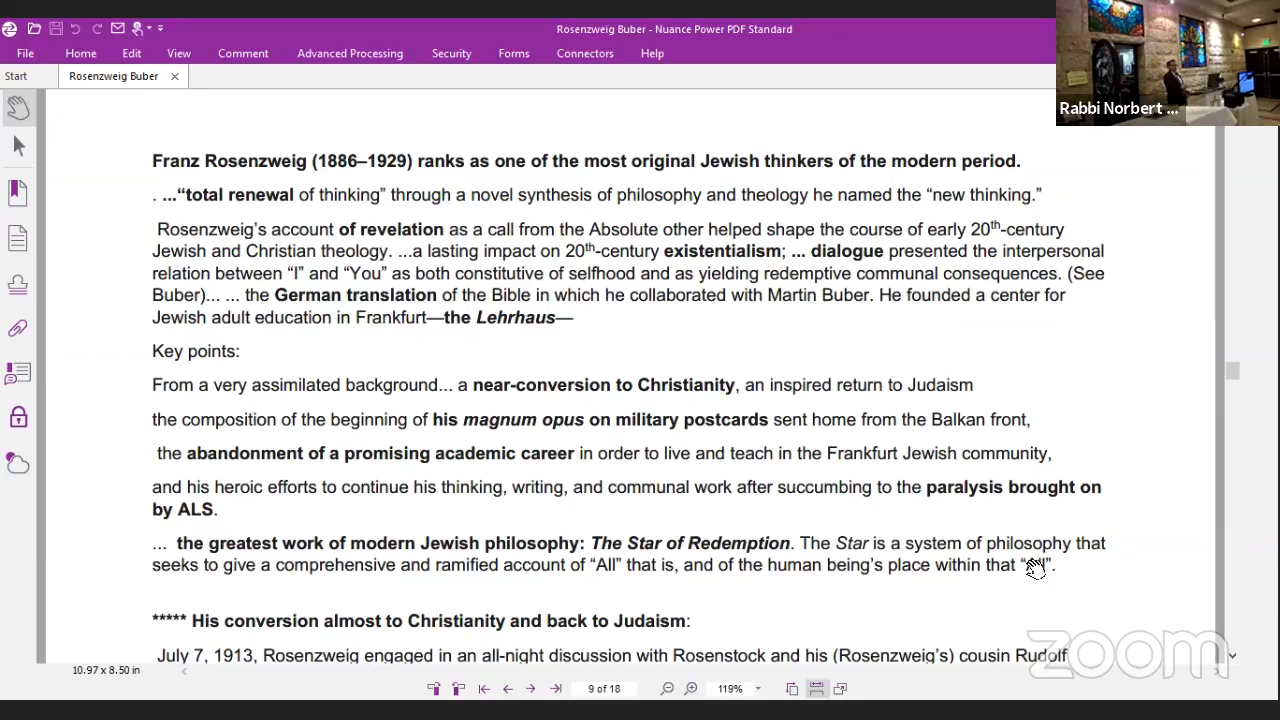 Rosenzweig Buber - Nuance Power PDF Standard
File Home Edit View Comment Advanced Processing Security Forms Connectors Help
Start Rosenzweig Buber
Rabbi Norbert ...
Franz Rosenzweig (1886–1929) ranks as one of the most original Jewish thinkers of the modern period.
. ...“total renewal of thinking” through a novel synthesis of philosophy and theology he named the “new thinking.”
Rosenzweig’s account of revelation as a call from the Absolute other helped shape the course of early 20th-century
Jewish and Christian theology. ...a lasting impact on 20th-century existentialism; ... dialogue presented the interpersonal
relation between “I” and “You” as both constitutive of selfhood and as yielding redemptive communal consequences. (See
Buber)... ... the German translation of the Bible in which he collaborated with Martin Buber. He founded a center for
Jewish adult education in Frankfurt—the Lehrhaus—
Key points:
From a very assimilated background... a near-conversion to Christianity, an inspired return to Judaism
the composition of the beginning of his magnum opus on military postcards sent home from the Balkan front,
the abandonment of a promising academic career in order to live and teach in the Frankfurt Jewish community,
and his heroic efforts to continue his thinking, writing, and communal work after succumbing to the paralysis brought on
by ALS.
... the greatest work of modern Jewish philosophy: The Star of Redemption. The Star is a system of philosophy that
seeks to give a comprehensive and ramified account of “All” that is, and of the human being’s place within that
***** His conversion almost to Christianity and back to Judaism:
July 7, 1913, Rosenzweig engaged in an all-night discussion with Rosenstock and his (Rosenzweig’s) cousin Rudolf
zoom
10.97 x 8.50 in
9 of 18
119%